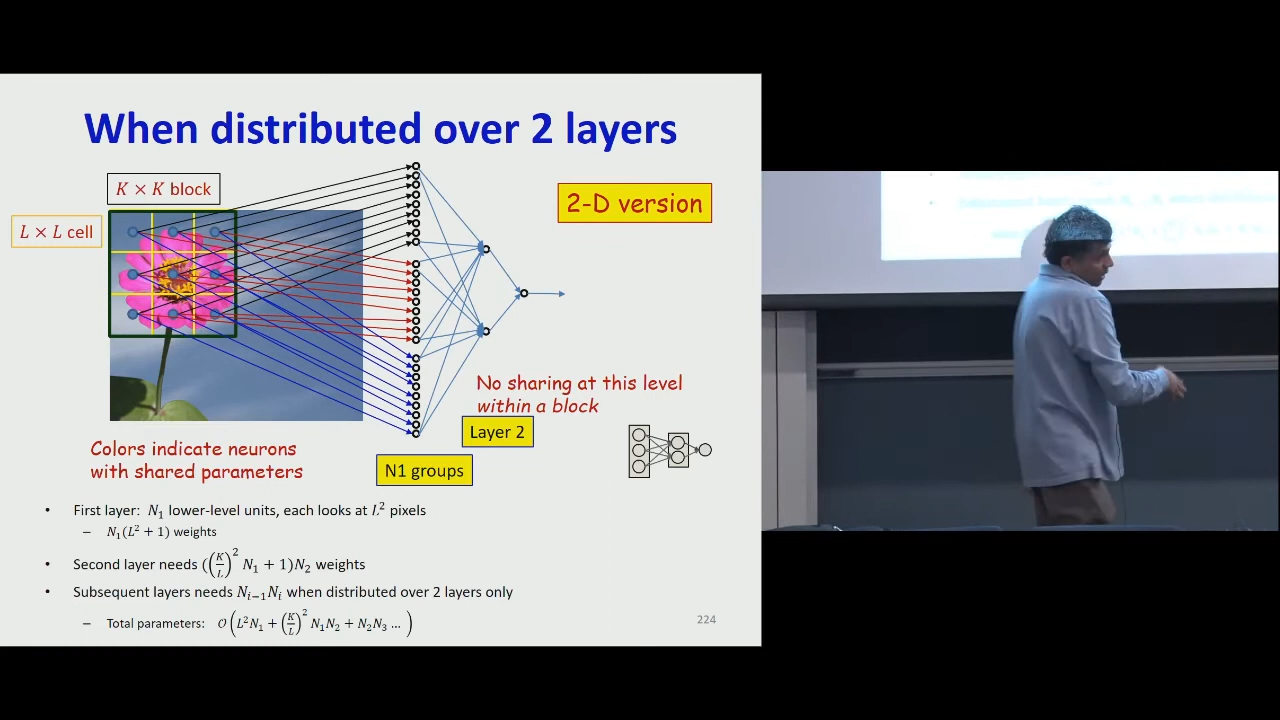 When distributed over 2 layers
K × K block
2-D version
L × L cell
No sharing at this level
within a block
Layer 2
Colors indicate neurons
with shared parameters
N1 groups
• First layer: N₁ lower-level units, each looks at L² pixels
– N₁(L² + 1) weights
• Second layer needs ((K/L)² N₁ + 1)N₂ weights
• Subsequent layers needs Nᵢ₋₁Nᵢ when distributed over 2 layers only
– Total parameters: 𝒪(L²N₁ + (K/L)² N₁N₂ + N₂N₃ … )
224